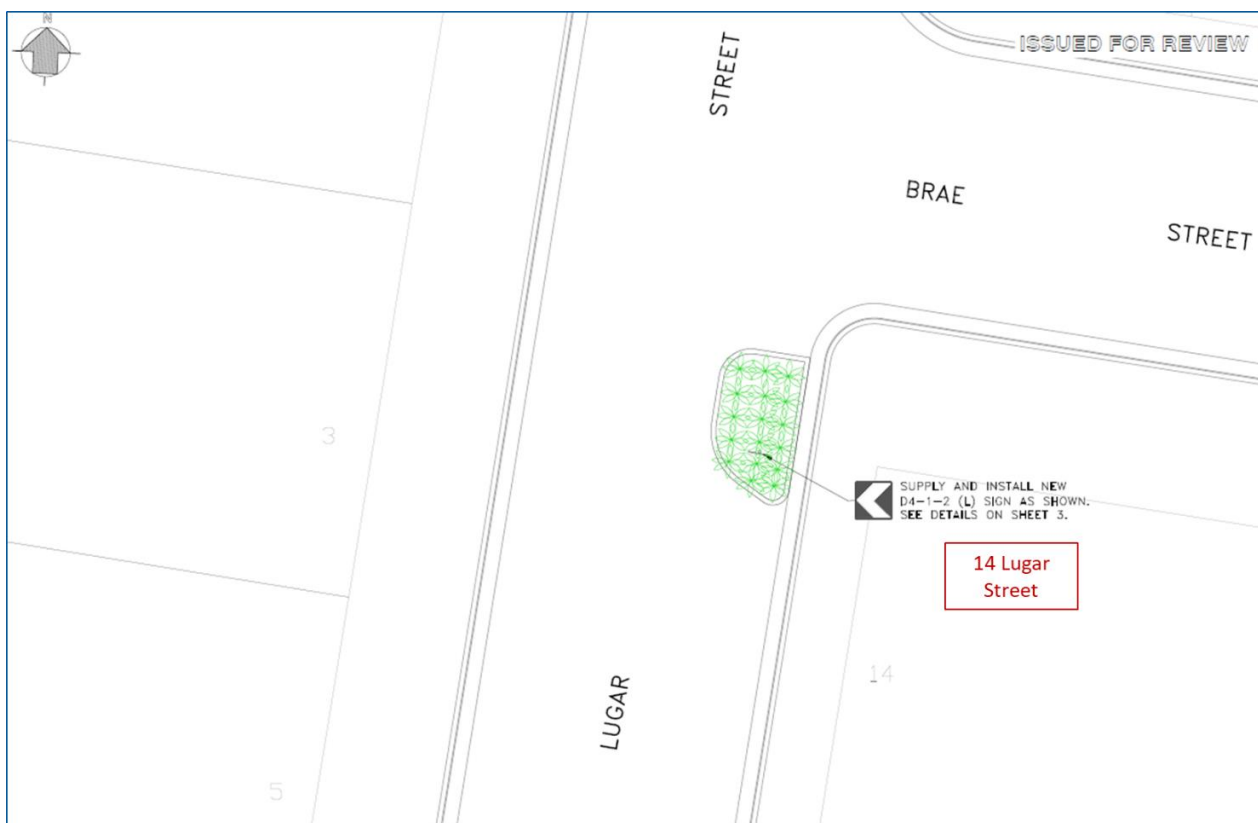 N
ISSUED FOR REVIEW
STREET
BRAE
STREET
3
SUPPLY AND INSTALL NEW
D4-1-2 (L) SIGN AS SHOWN.
SEE DETAILS ON SHEET 3.
14 Lugar
Street
14
LUGAR
5